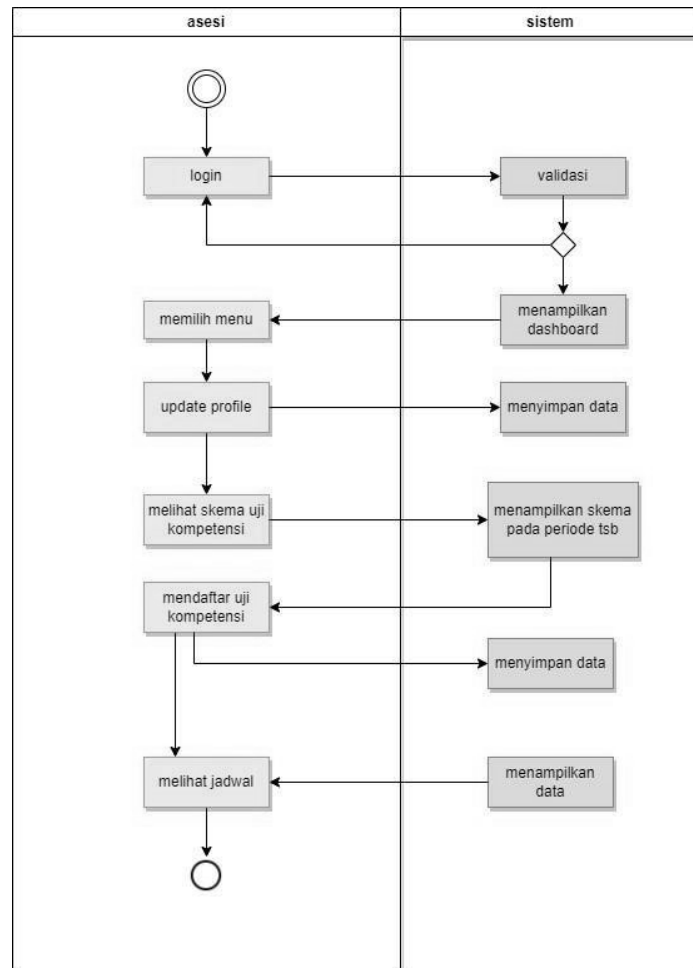 asesi
sistem
login
validasi
memilih menu
menampilkan
dashboard
update profile
menyimpan data
melihat skema uji
kompetensi
menampilkan skema
pada periode tsb
mendaftar uji
kompetensi
menyimpan data
melihat jadwal
menampilkan
data